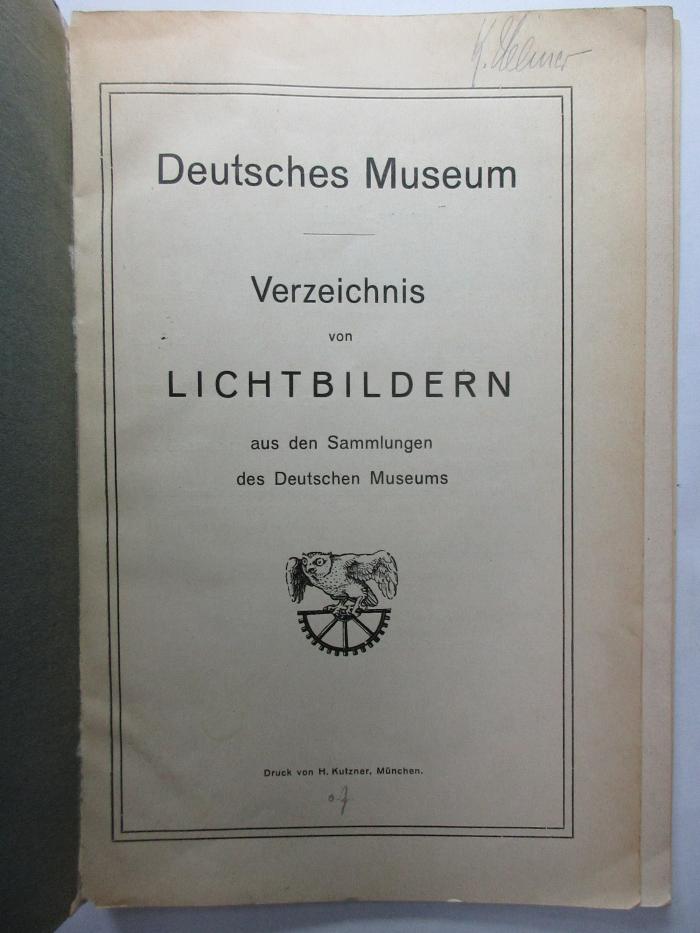 Deutsches Museum
Verzeichnis
von
LICHTBILDERN
aus den Sammlungen
des Deutschen Museums
Druck von H. Kutzner, München.